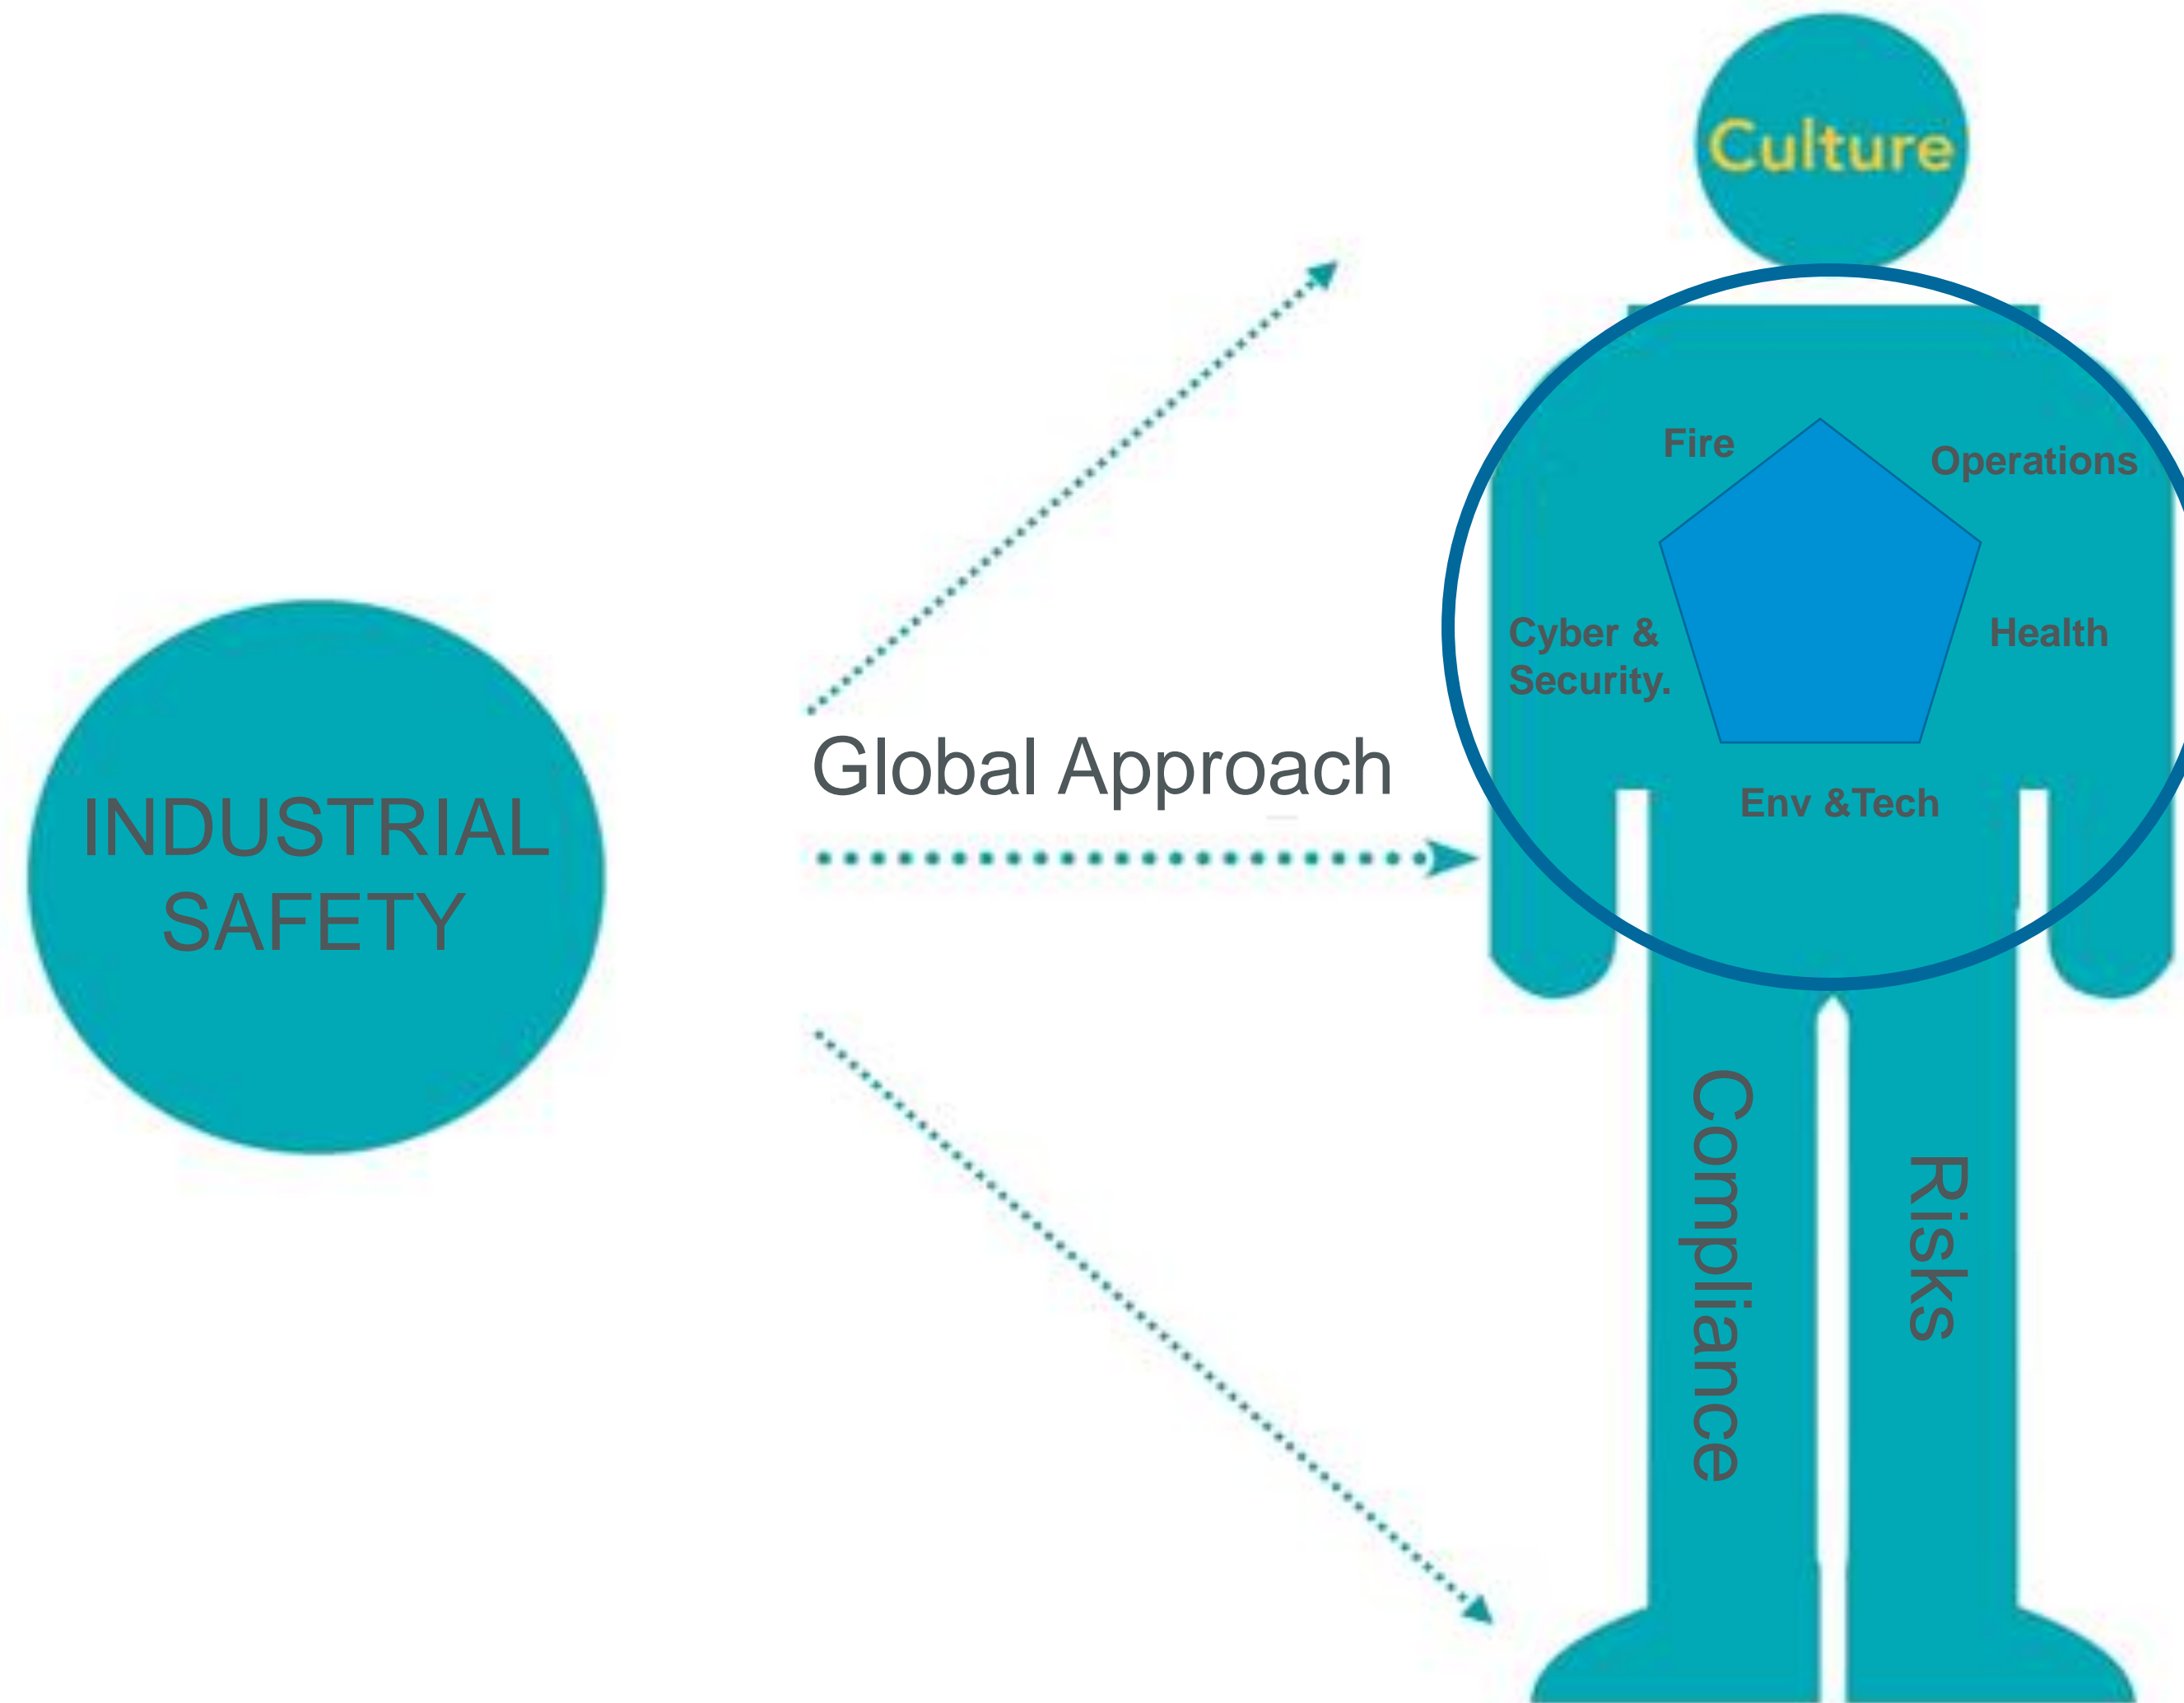 Culture
Fire
Operations
Cyber &
Security.
Health
Env &Tech
Global Approach
INDUSTRIAL
SAFETY
Compliance
Risks